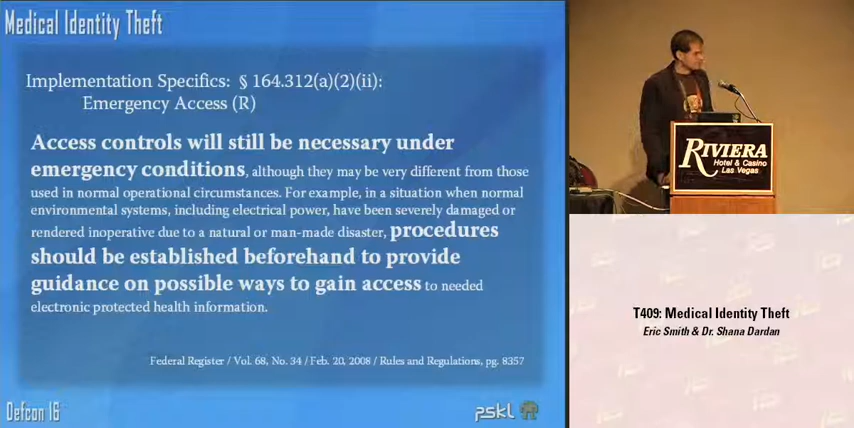 Medical Identity Theft
Implementation Specifics: § 164.312(a)(2)(ii):
Emergency Access (R)
Access controls will still be necessary under
emergency conditions, although they may be very different from those
used in normal operational circumstances. For example, in a situation when normal
environmental systems, including electrical power, have been severely damaged or
rendered inoperative due to a natural or man-made disaster, procedures
should be established beforehand to provide
guidance on possible ways to gain access to needed
electronic protected health information.
Federal Register / Vol. 68, No. 34 / Feb. 20, 2008 / Rules and Regulations, pg. 8357
Defcon 16
pskl
RIVIERA
Hotel & Casino
Las Vegas
T409: Medical Identity Theft
Eric Smith & Dr. Shana Dardan